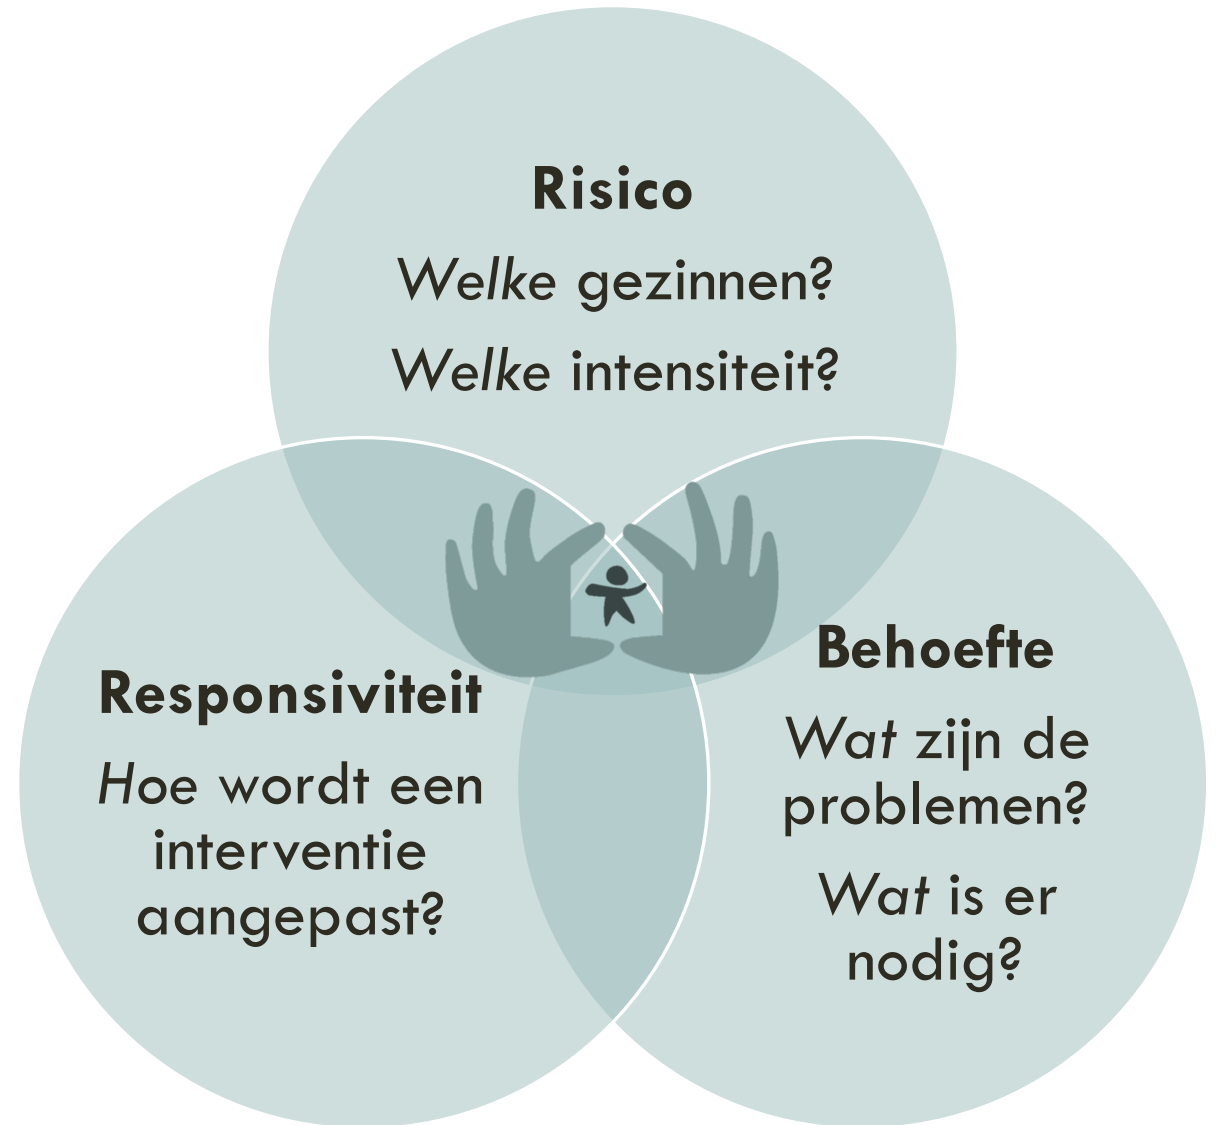 Risico
Welke gezinnen?
Welke intensiteit?
Responsiviteit
Hoe wordt een
interventie
aangepast?
Behoefte
Wat zijn de
problemen?
Wat is er
nodig?